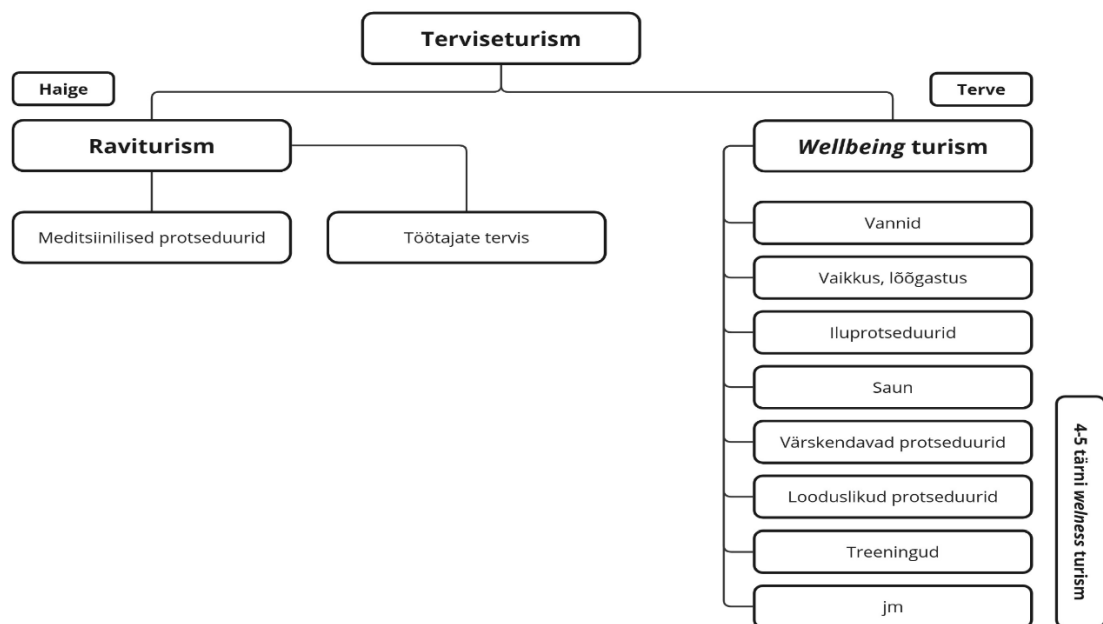 Terviseturism
Haige
Terve
Raviturism
Wellbeing turism
Meditsiinilised protseduurid
Töötajate tervis
Vannid
Vaikkus, lõõgastus
Iluprotseduurid
Saun
Värskendavad protseduurid
Looduslikud protseduurid
Treeningud
jm
4-5 tärni welness turism